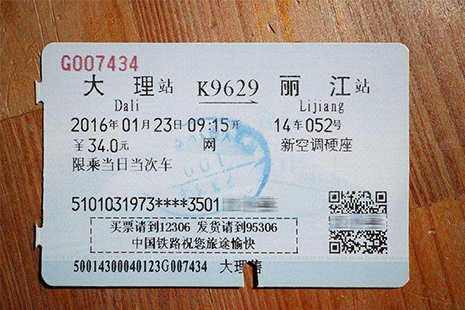 G007434
大理站 K9629 丽江站
Dali Lijiang
2016年01月23日09:15开 14车052号
￥34.0元 网 新空调硬座
限乘当日当次车
5101031973****3501
买票请到12306 发货请到95306
中国铁路祝您旅途愉快
50014300040123G007434 大理售